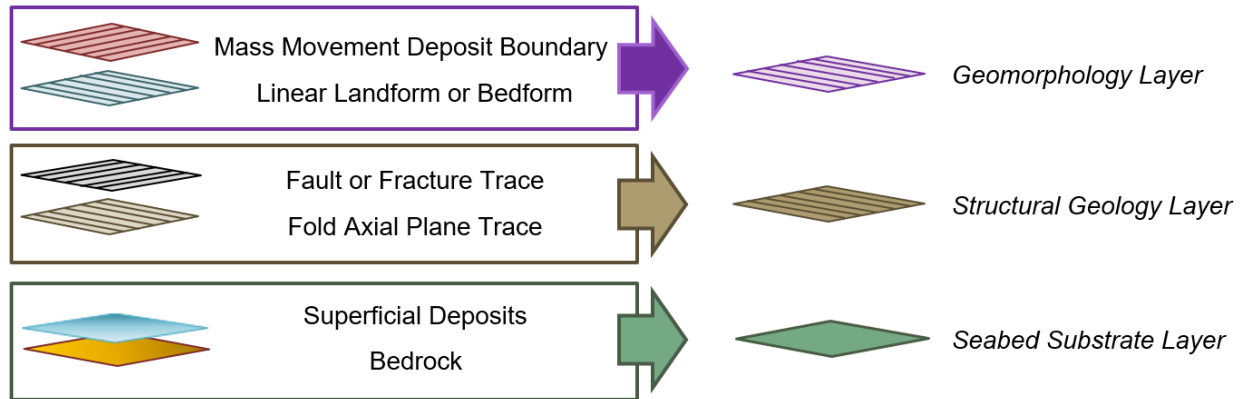 Mass Movement Deposit Boundary
Linear Landform or Bedform
Geomorphology Layer
Fault or Fracture Trace
Fold Axial Plane Trace
Structural Geology Layer
Superficial Deposits
Bedrock
Seabed Substrate Layer